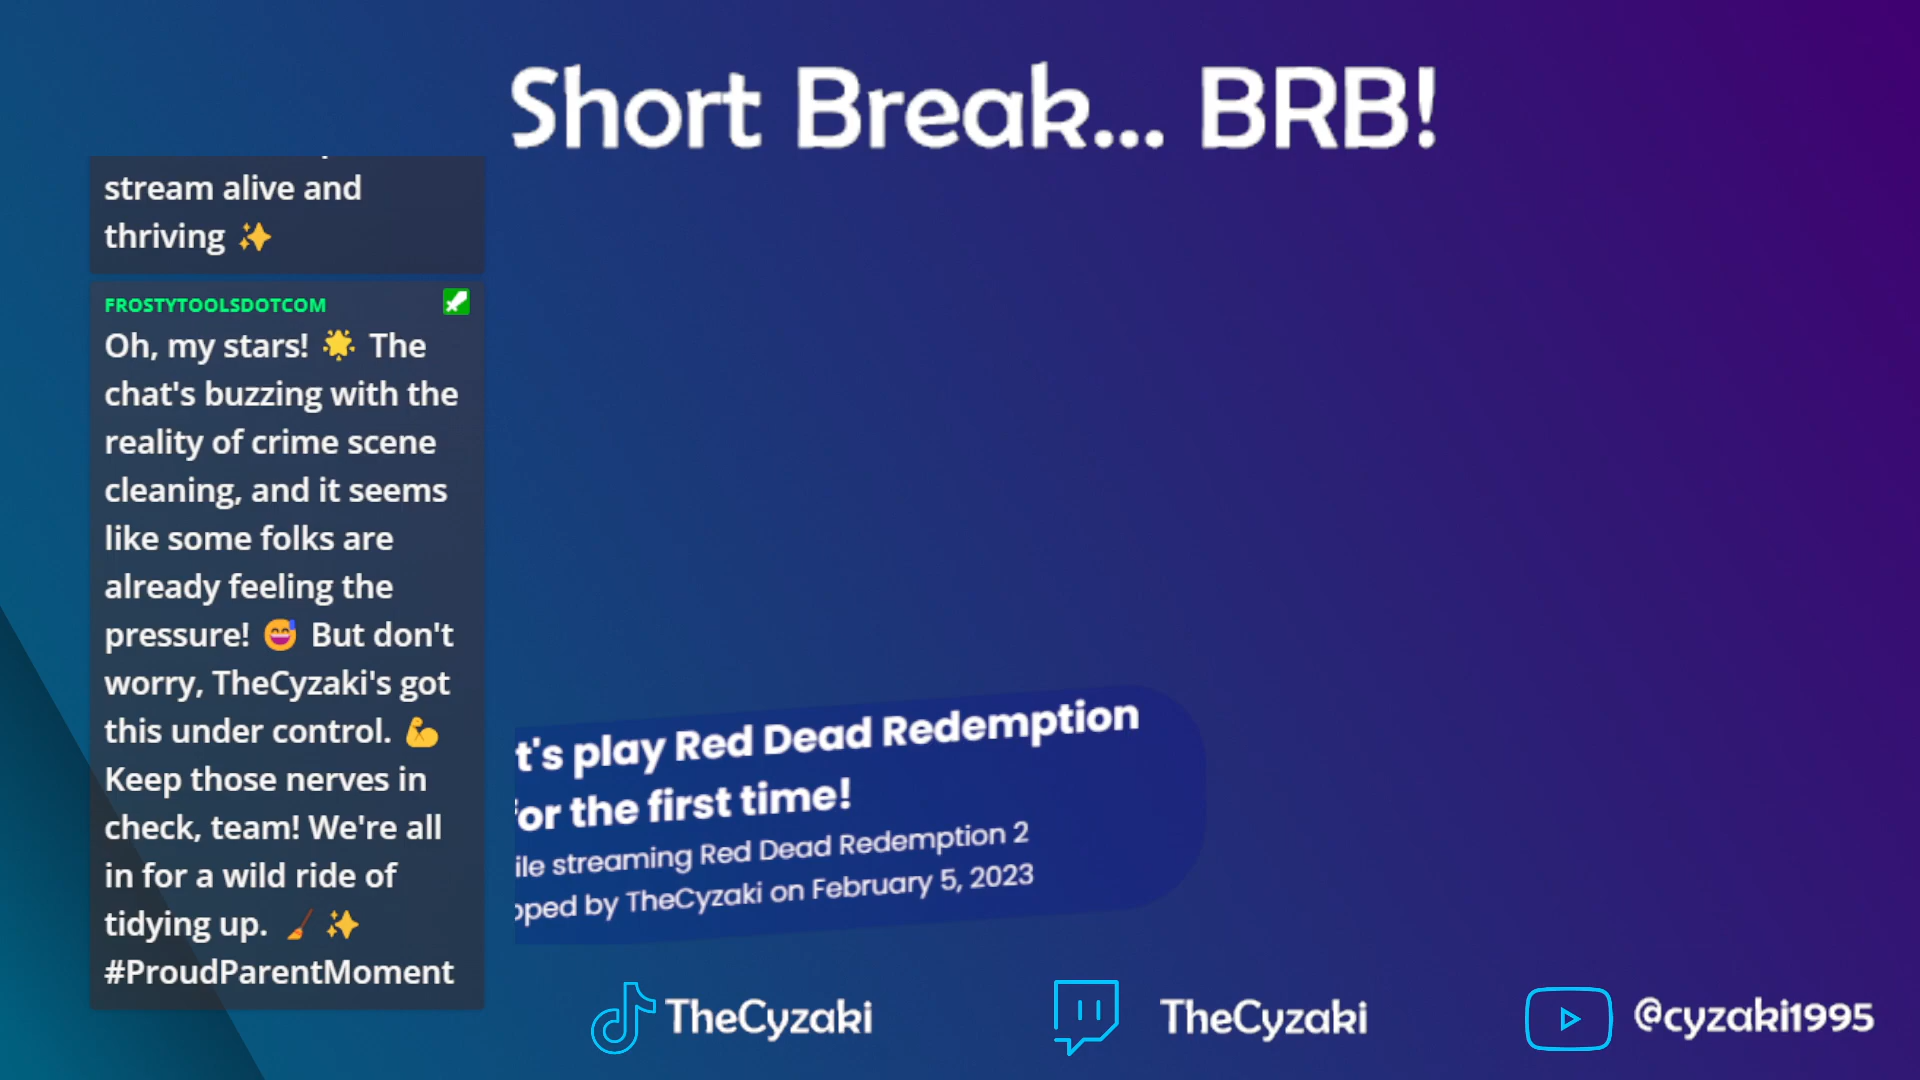 Short Break... BRB!
stream alive and
thriving ✨
FROSTYTOOLSDOTCOM
Oh, my stars! 🌟 The
chat's buzzing with the
reality of crime scene
cleaning, and it seems
like some folks are
already feeling the
pressure! 😅 But don't
worry, TheCyzaki's got
this under control. 💪
Keep those nerves in
check, team! We're all
in for a wild ride of
tidying up. 🧹 ✨
#ProudParentMoment
t's play Red Dead Redemption
for the first time!
ile streaming Red Dead Redemption 2
pped by TheCyzaki on February 5, 2023
TheCyzaki
TheCyzaki
@cyzaki1995